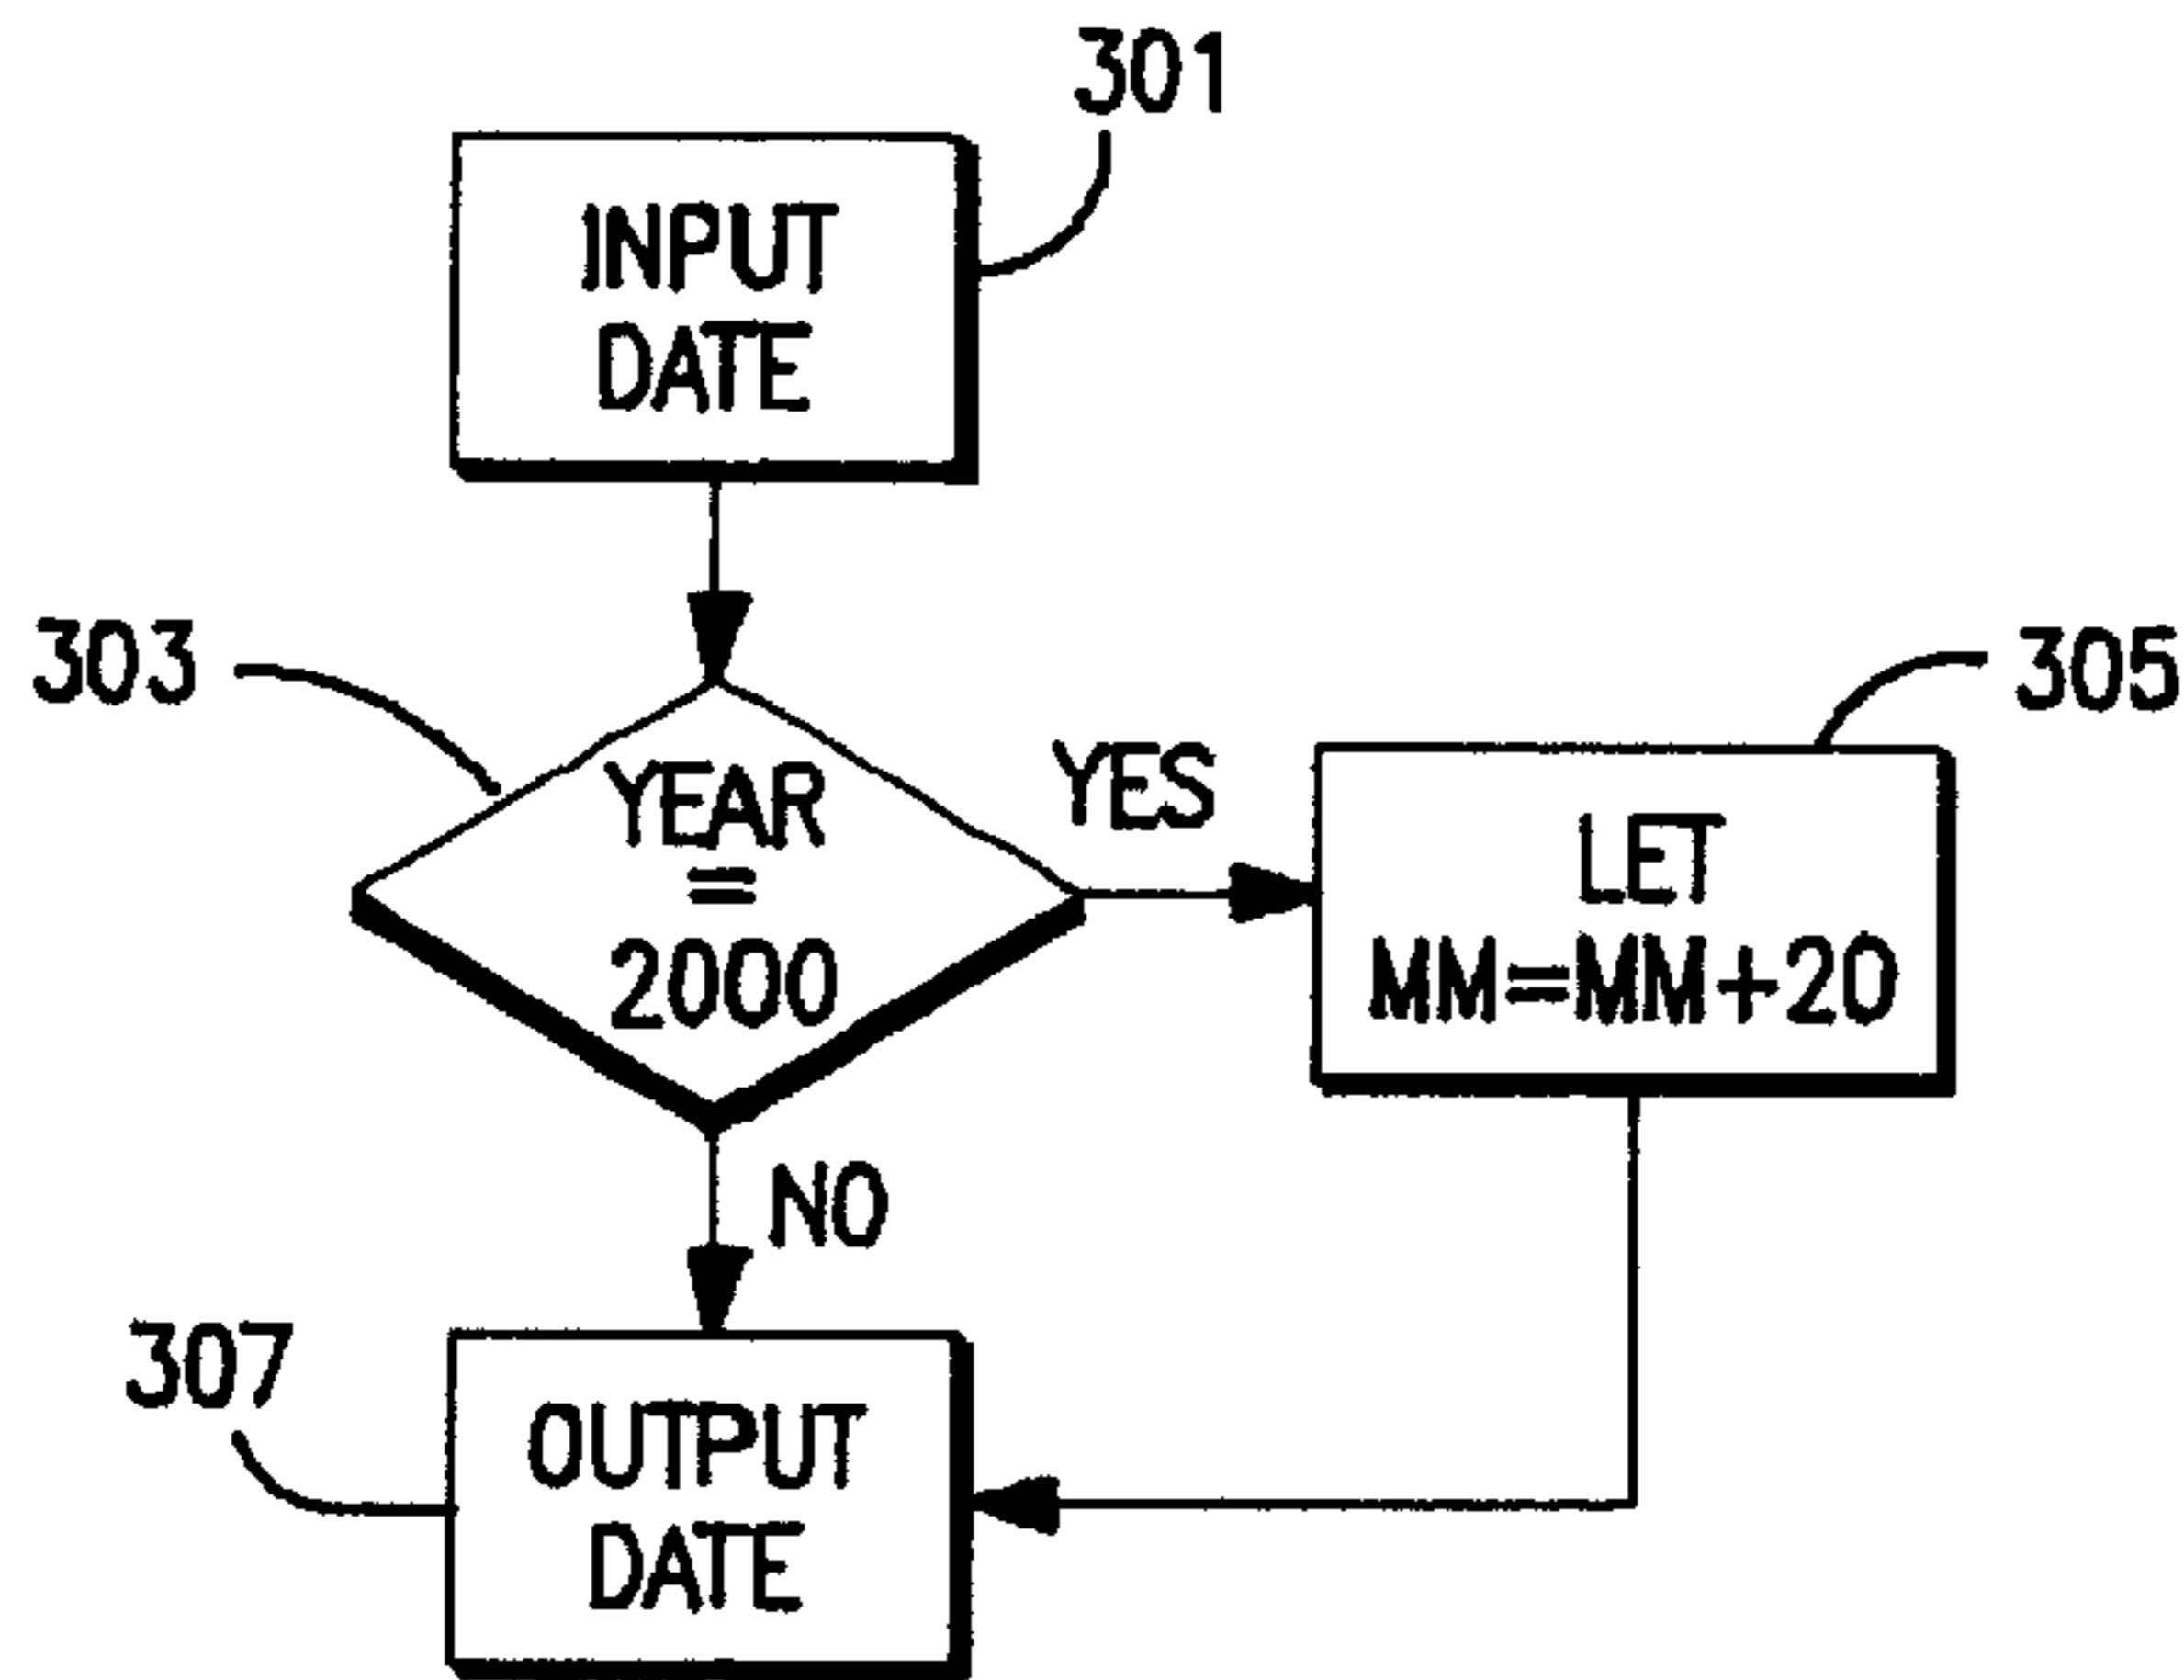 301
INPUT
DATE
303
305
YEAR
=
2000
YES
LET
MM=MM+20
NO
307
OUTPUT
DATE